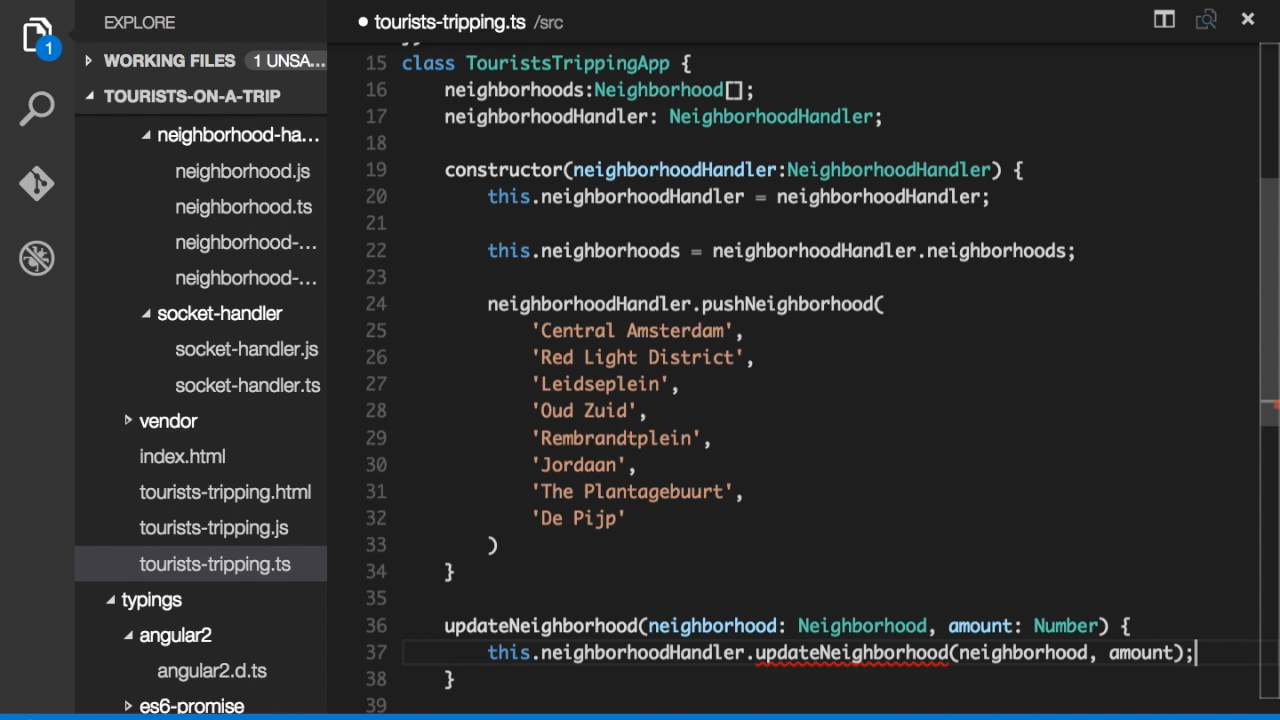 EXPLORE
WORKING FILES 1 UNSA...
TOURISTS-ON-A-TRIP
neighborhood-ha...
neighborhood.js
neighborhood.ts
neighborhood-...
neighborhood-...
socket-handler
socket-handler.js
socket-handler.ts
vendor
index.html
tourists-tripping.html
tourists-tripping.js
tourists-tripping.ts
typings
angular2
angular2.d.ts
es6-promise
1
● tourists-tripping.ts /src
15 class TouristsTrippingApp {
16 neighborhoods:Neighborhood[];
17 neighborhoodHandler: NeighborhoodHandler;
18
19 constructor(neighborhoodHandler:NeighborhoodHandler) {
20 this.neighborhoodHandler = neighborhoodHandler;
21
22 this.neighborhoods = neighborhoodHandler.neighborhoods;
23
24 neighborhoodHandler.pushNeighborhood(
25 'Central Amsterdam',
26 'Red Light District',
27 'Leidseplein',
28 'Oud Zuid',
29 'Rembrandtplein',
30 'Jordaan',
31 'The Plantagebuurt',
32 'De Pijp'
33 )
34 }
35
36 updateNeighborhood(neighborhood: Neighborhood, amount: Number) {
37 this.neighborhoodHandler.updateNeighborhood(neighborhood, amount);
38 }
39